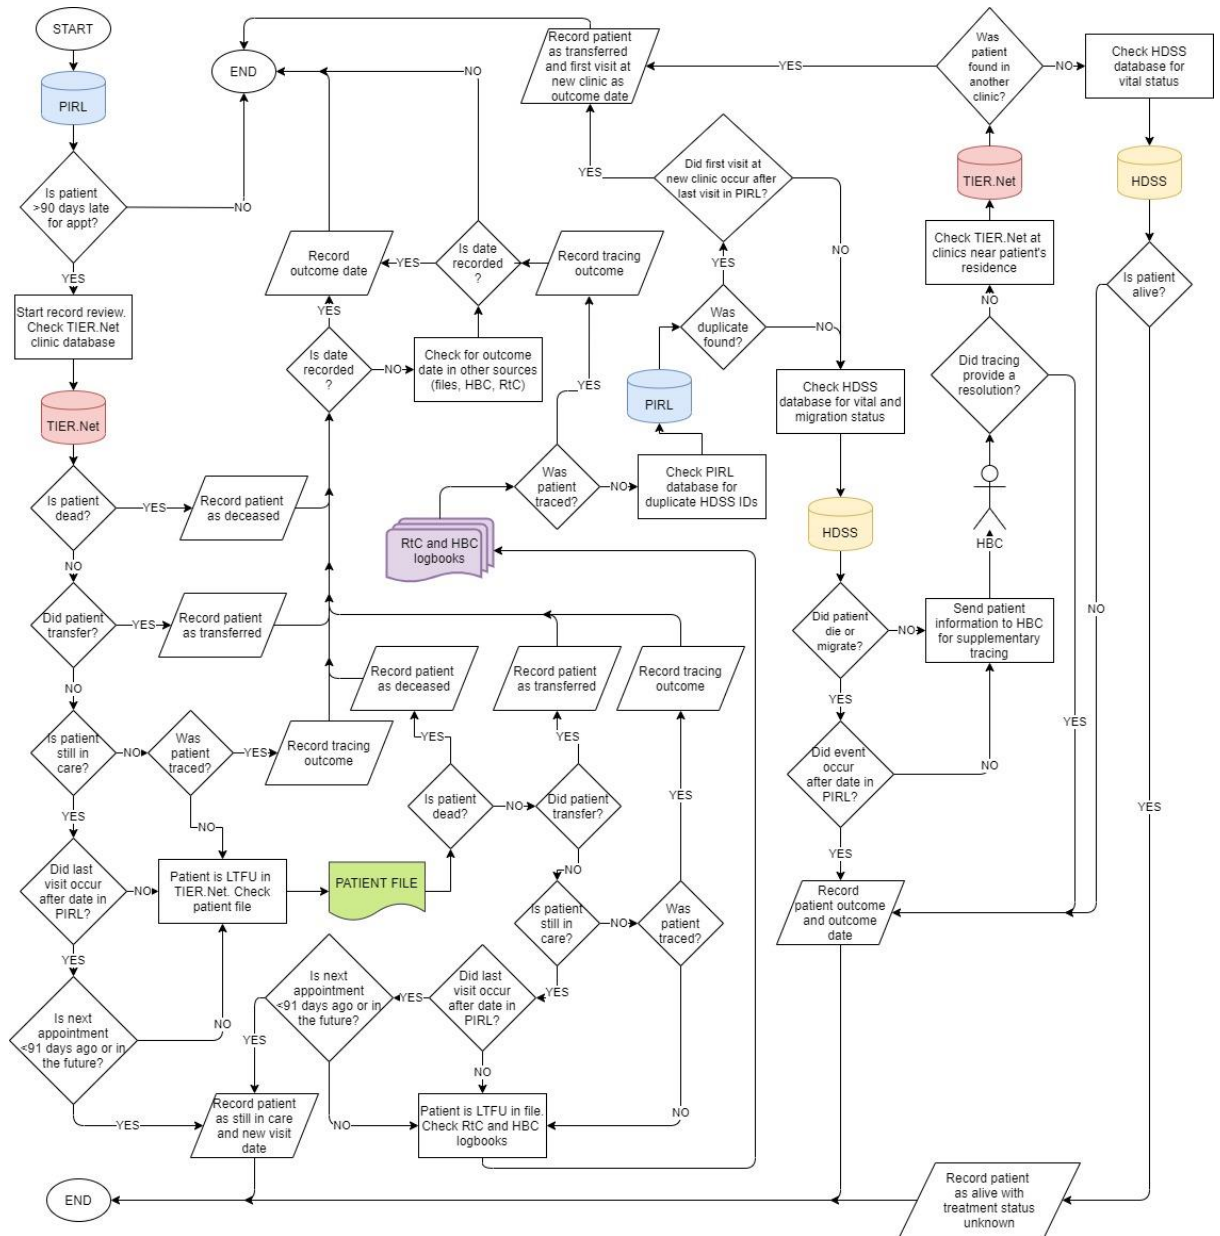 START
PIRL
Is patient
>90 days late
for appt?
NO
YES
Start record review.
Check TIER.Net
clinic database
TIER.Net
Is patient
dead?
YES
Record patient
as deceased
NO
Did patient
transfer?
YES
Record patient
as transferred
NO
Is patient
still in
care?
NO
Was
patient
traced?
YES
Record tracing
outcome
YES
NO
Did last
visit occur
after date in
PIRL?
NO
Patient is LTFU in
TIER.Net. Check
patient file
YES
Is next
appointment
<91 days ago or in
the future?
NO
YES
Record patient
as still in care
and new visit
date
END
PATIENT FILE
Is patient
dead?
YES
Record patient
as deceased
NO
Did patient
transfer?
YES
Record patient
as transferred
NO
Is patient
still in
care?
NO
Was
patient
traced?
YES
Record tracing
outcome
YES
Did last
visit occur
after date in
PIRL?
YES
Is next
appointment
<91 days ago or in
the future?
YES
NO
NO
NO
Patient is LTFU in file.
Check RtC and HBC
logbooks
RtC and HBC
logbooks
Was
patient
traced?
YES
Record tracing
outcome
Is date
recorded
?
YES
NO
Record
outcome date
YES
Is date
recorded
?
NO
Check for outcome
date in other sources
(files, HBC, RtC)
END
NO
Check PIRL
database for
duplicate HDSS IDs
PIRL
Was
duplicate
found?
YES
NO
Did first visit at
new clinic occur after
last visit in PIRL?
YES
NO
Record patient
as transferred
and first visit at
new clinic as
outcome date
Check HDSS
database for vital and
migration status
HDSS
Did patient
die or
migrate?
NO
Send patient
information to HBC
for supplementary
tracing
YES
Did event
occur
after date in
PIRL?
NO
YES
Record
patient outcome
and outcome
date
HBC
Did tracing
provide a
resolution?
YES
NO
Check TIER.Net at
clinics near patient's
residence
TIER.Net
Was
patient
found in
another
clinic?
YES
NO
Check HDSS
database for
vital status
HDSS
Is patient
alive?
NO
YES
Record patient
as alive with
treatment status
unknown